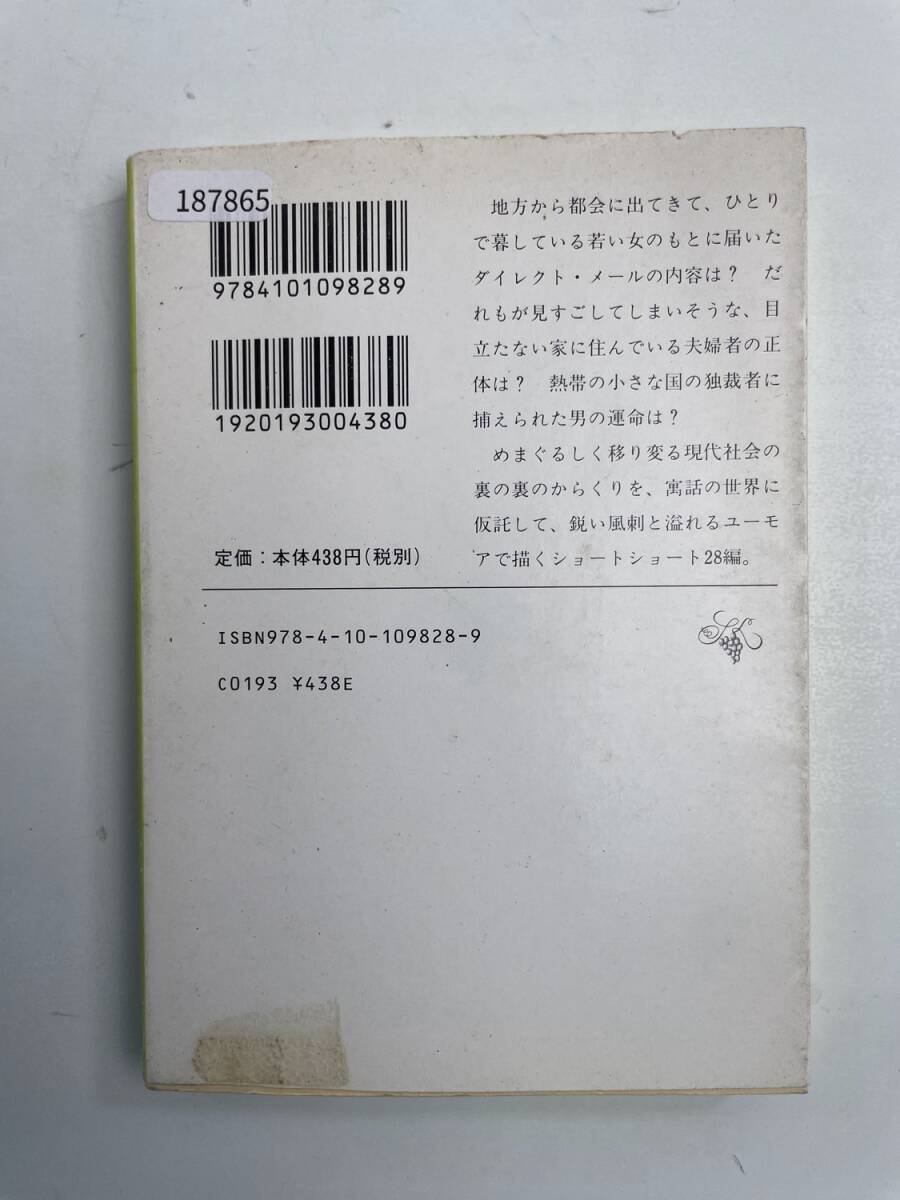 187865
9784101098289
1920193004380
定価：本体438円（税別）
地方から都会に出てきて、ひとり
で暮している若い女のもとに届いた
ダイレクト・メールの内容は？　だ
れもが見すごしてしまいそうな、目
立たない家に住んでいる夫婦者の正
体は？　熱帯の小さな国の独裁者に
捕えられた男の運命は？
めまぐるしく移り変る現代社会の
裏の裏のからくりを、寓話の世界に
仮託して、鋭い風刺と溢れるユーモ
アで描くショートショート28編。
ISBN978-4-10-109828-9
C0193 ¥438E